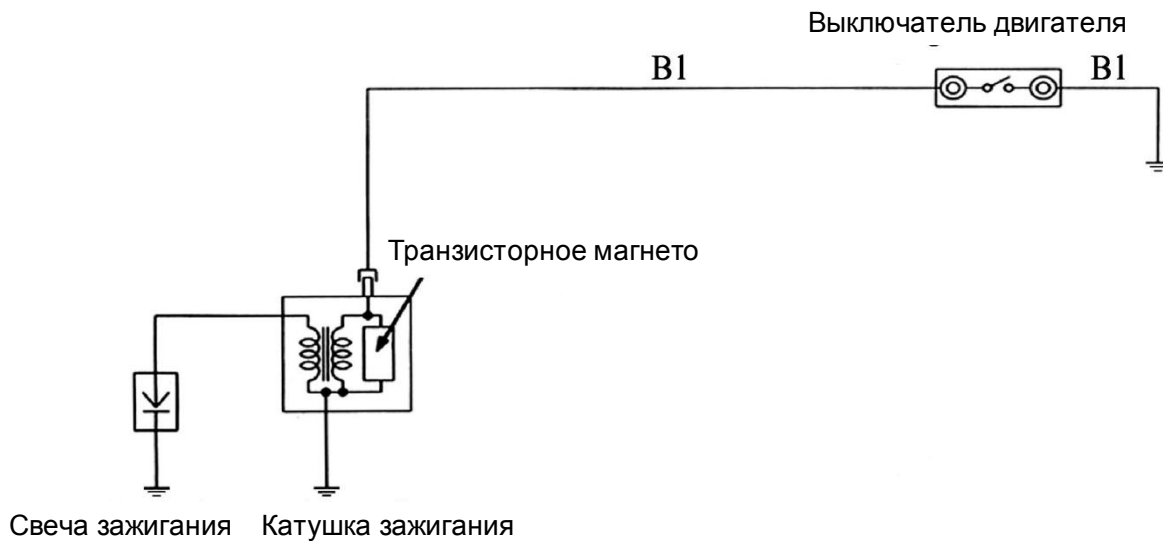 Выключатель двигателя
B1
B1
Транзисторное магнето
Свеча зажигания
Катушка зажигания